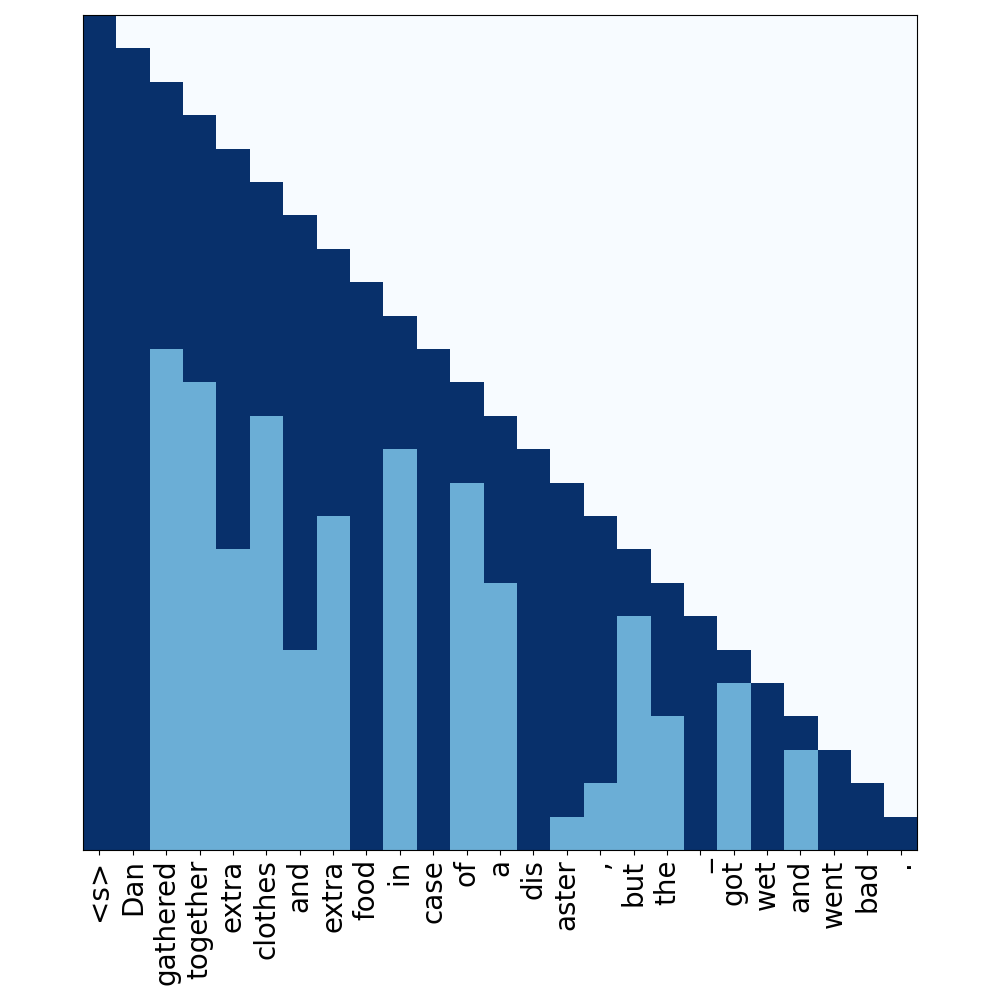 <s>
Dan
gathered
together
extra
clothes
and
extra
food
in
case
of
a
dis
aster
,
but
the
_
got
wet
and
went
bad
.